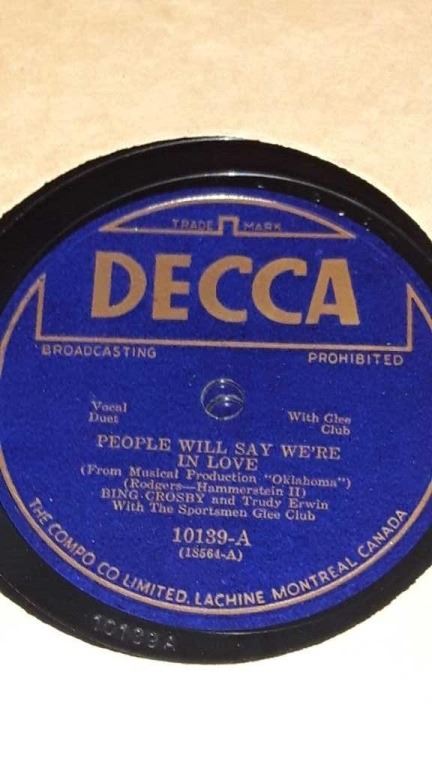 TRADE MARK
DECCA
BROADCASTING PROHIBITED
Vocal Duet
With Glee Club
PEOPLE WILL SAY WE'RE
IN LOVE
(From Musical Production "Oklahoma")
(Rodgers—Hammerstein II)
BING CROSBY and Trudy Erwin
With The Sportsmen Glee Club
10139-A
(18564-A)
THE COMPO CO LIMITED, LACHINE MONTREAL CANADA
10139A